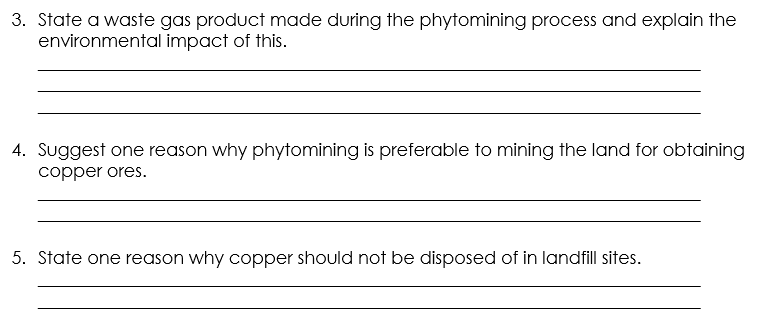 3. State a waste gas product made during the phytomining process and explain the
environmental impact of this.
4. Suggest one reason why phytomining is preferable to mining the land for obtaining
copper ores.
5. State one reason why copper should not be disposed of in landfill sites.